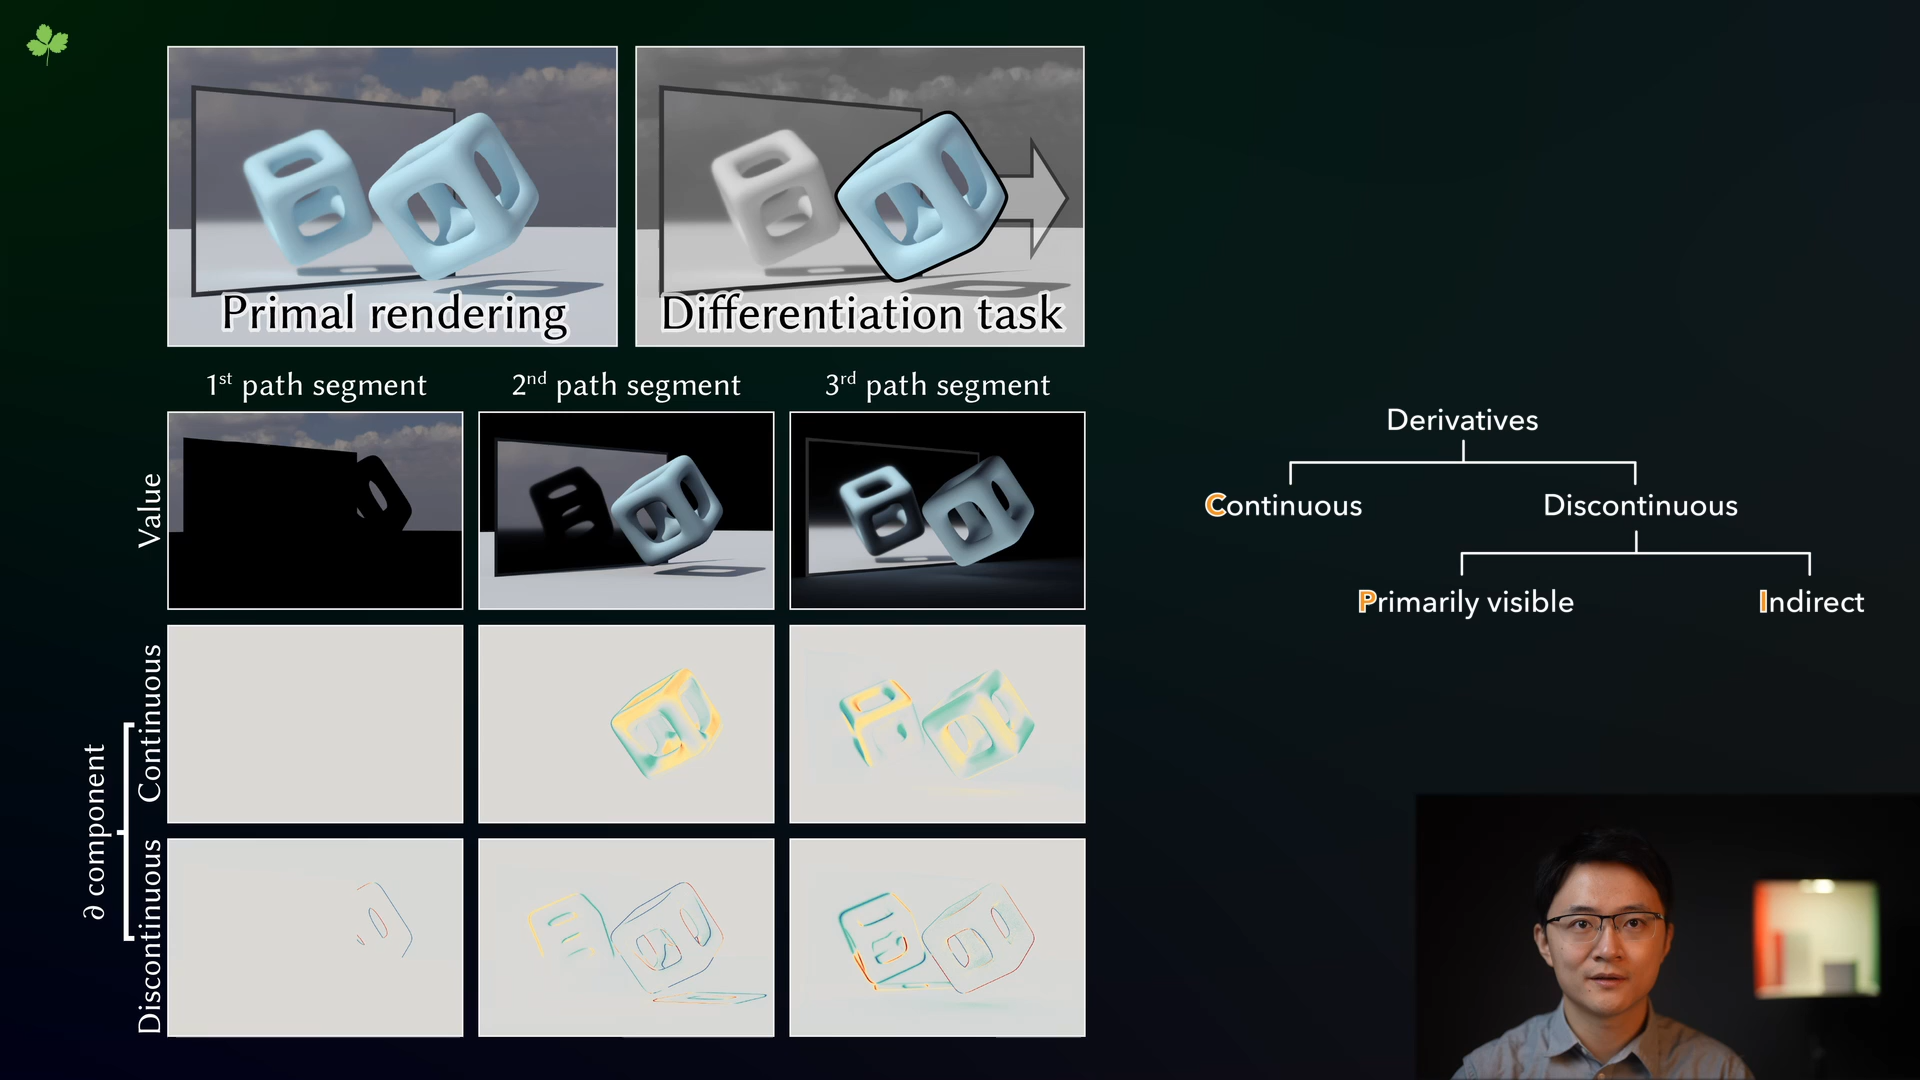 Primal rendering
Differentiation task
1st path segment
2nd path segment
3rd path segment
Value
∂ component
Continuous
Discontinuous
Derivatives
Continuous
Discontinuous
Primarily visible
Indirect